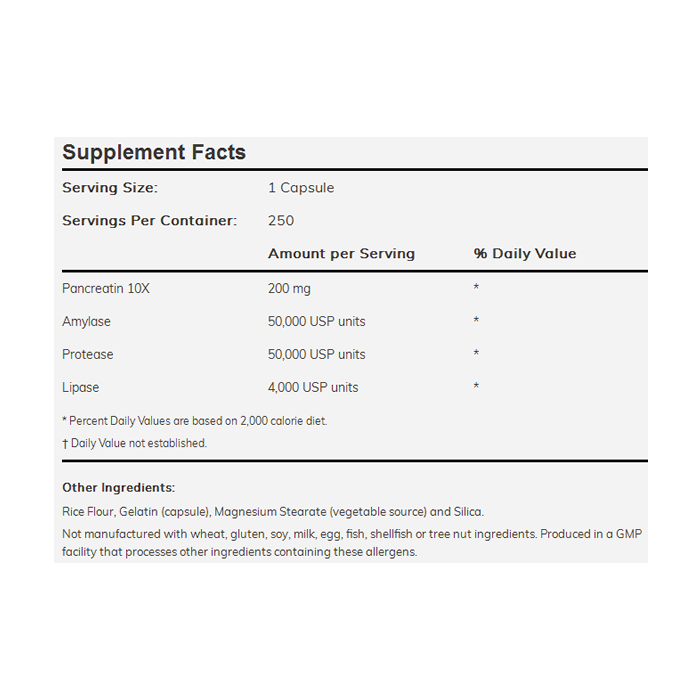 Supplement Facts
Serving Size: 1 Capsule
Servings Per Container: 250
Amount per Serving % Daily Value
Pancreatin 10X 200 mg *
Amylase 50,000 USP units *
Protease 50,000 USP units *
Lipase 4,000 USP units *
* Percent Daily Values are based on 2,000 calorie diet.
† Daily Value not established.
Other Ingredients:
Rice Flour, Gelatin (capsule), Magnesium Stearate (vegetable source) and Silica.
Not manufactured with wheat, gluten, soy, milk, egg, fish, shellfish or tree nut ingredients. Produced in a GMP
facility that processes other ingredients containing these allergens.